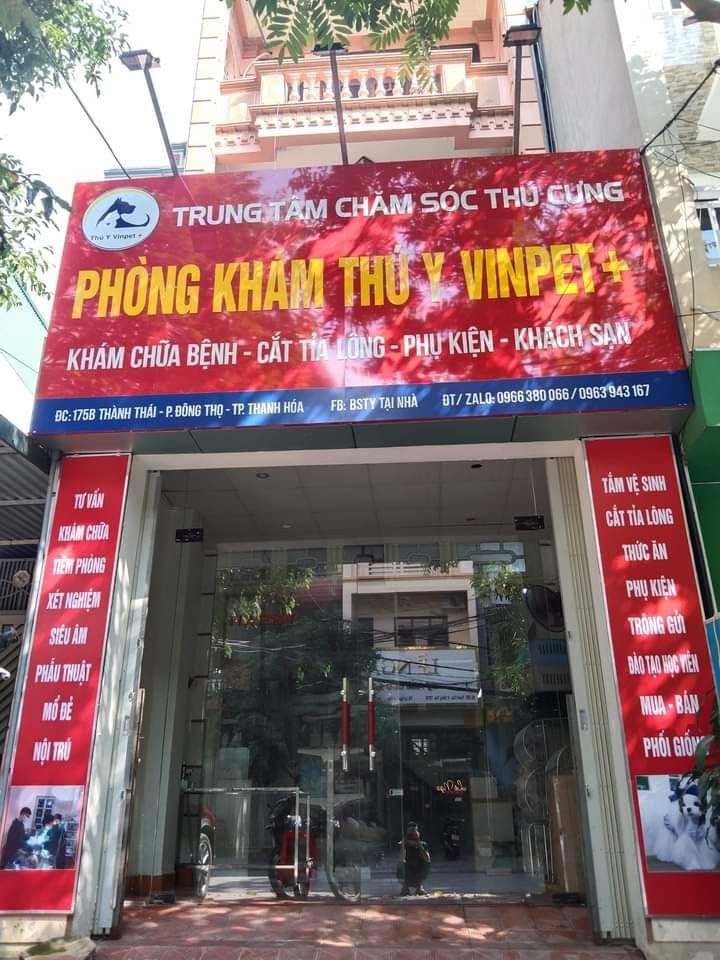 Thú Y Vinpet +
TRUNG TÂM CHĂM SÓC THÚ CƯNG
PHÒNG KHÁM THÚ Y VINPET+
KHÁM CHỮA BỆNH - CẮT TỈA LÔNG - PHỤ KIỆN - KHÁCH SẠN
ĐC: 175B THÀNH THÁI - P. ĐÔNG THỌ - TP. THANH HÓA FB: BSTY TẠI NHÀ ĐT/ ZALO: 0966 380 066 / 0963 943 167
TƯ VẤN
KHÁM CHỮA
TIÊM PHÒNG
XÉT NGHIỆM
SIÊU ÂM
PHẪU THUẬT
MỔ ĐẺ
NỘI TRÚ
TẮM VỆ SINH
CẮT TỈA LÔNG
THỨC ĂN
PHỤ KIỆN
TRÔNG GỬI
ĐÀO TẠO HỌC VIÊN
MUA - BÁN
PHỐI GIỐNG